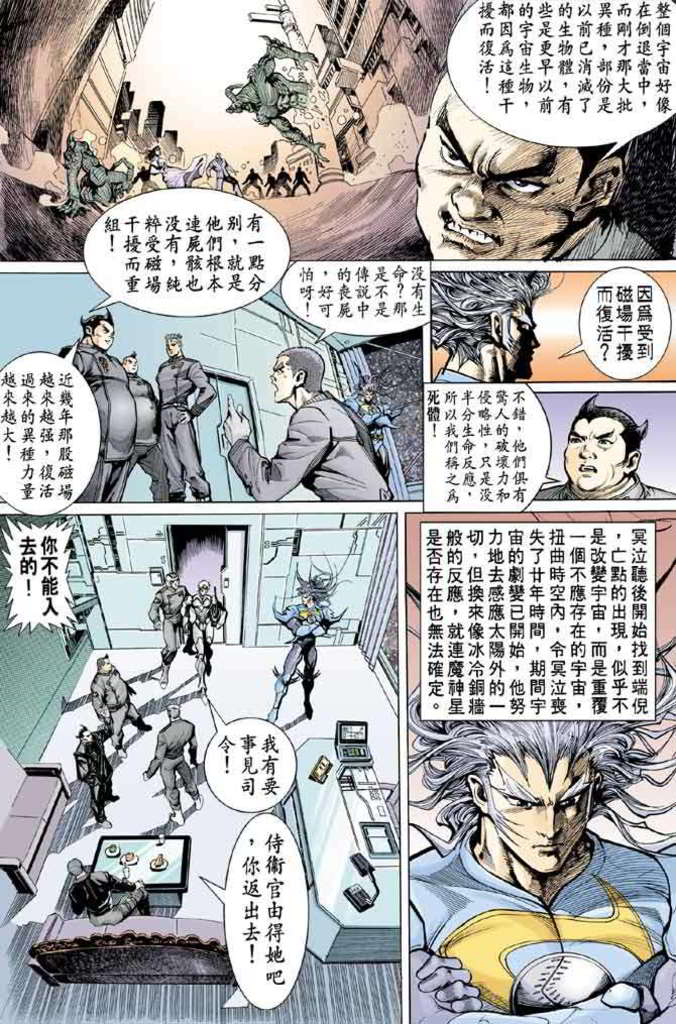 整個宇宙好像
在倒退當中，
而剛才那大批
異種，部份是
以前已消滅了
的生物體，有
些是更早以前
的宇宙生物，
都因為這種干
擾而復活！
有一點分
別，就是
他們根本
連屍骸也
沒有，純
粹受磁場
干擾而重
組！
因為受到
磁場干擾
而復活？
沒有生
命？那
是不是
傳說中
的喪屍
，好可
怕呀！
近幾年那股磁場
越來越強，復活
過來的異種力量
越來越大！
不錯，他們俱有
驚人的破壞力和
侵略性，只是沒
半分生命反應，
所以我們稱之為
死體！
冥泣聽後開始找到端倪
，亡點的出現，似乎不
是改變宇宙，而是重覆
一個不應存在的宇宙，
扭曲時空內，令冥泣喪
失了廿年時間，期間宇
宙的劇變已開始，他努
力地去感應太陽外的一
切，但換來像冰冷銅牆
般的反應，就連魔神星
是否存在也無法確定。
你不能入
去的！
我有要
事見司
令！
侍衛官由得她吧
，你返出去！